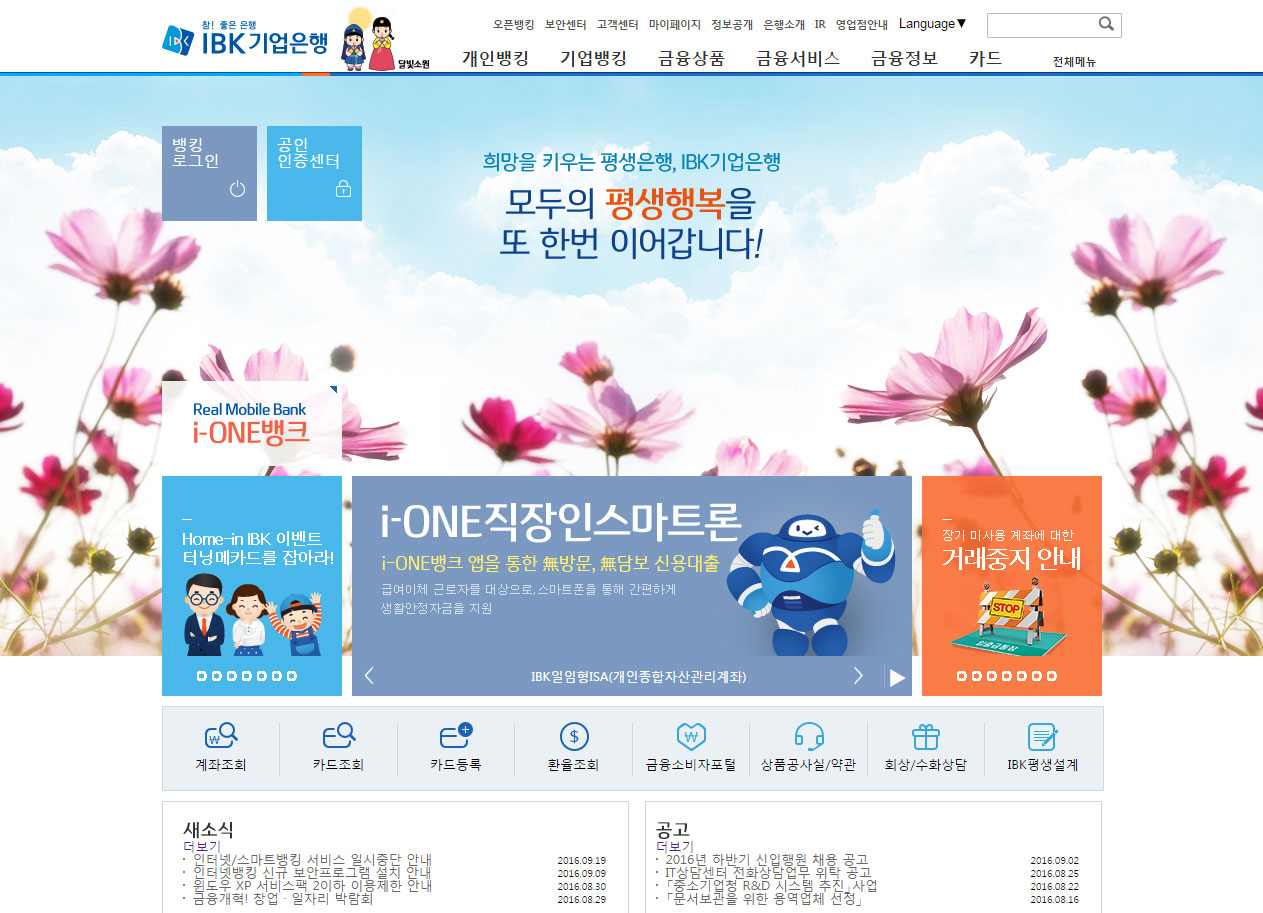 참! 좋은 은행
IBK기업은행
달빛소원
오픈뱅킹 보안센터 고객센터 마이페이지 정보공개 은행소개 IR 영업점안내 Language▼
개인뱅킹 기업뱅킹 금융상품 금융서비스 금융정보 카드 전체메뉴
뱅킹
로그인
공인
인증센터
희망을 키우는 평생은행, IBK기업은행
모두의 평생행복을
또 한번 이어갑니다!
Real Mobile Bank
i-ONE뱅크
Home-in IBK 이벤트
터닝메카드를 잡아라!
i-ONE직장인스마트론
i-ONE뱅크 앱을 통한 無방문, 無담보 신용대출
급여이체 근로자를 대상으로, 스마트폰을 통해 간편하게
생활안정자금을 지원
IBK일임형ISA(개인종합자산관리계좌)
장기 미사용 계좌에 대한
거래중지 안내
STOP
계좌조회 카드조회 카드등록 환율조회 금융소비자포털 상품공시실/약관 화상/수화상담 IBK평생설계
새소식
더보기
· 인터넷/스마트뱅킹 서비스 일시중단 안내 2016.09.19
· 인터넷뱅킹 신규 보안프로그램 설치 안내 2016.09.09
· 윈도우 XP 서비스팩 2이하 이용제한 안내 2016.08.30
· 금융개혁! 창업ㆍ일자리 박람회 2016.08.29
공고
더보기
· 2016년 하반기 신입행원 채용 공고 2016.09.02
· IT상담센터 전화상담업무 위탁 공고 2016.08.25
· 「중소기업청 R&D 시스템 추진」사업 2016.08.22
· 「문서보관을 위한 용역업체 선정」 2016.08.16